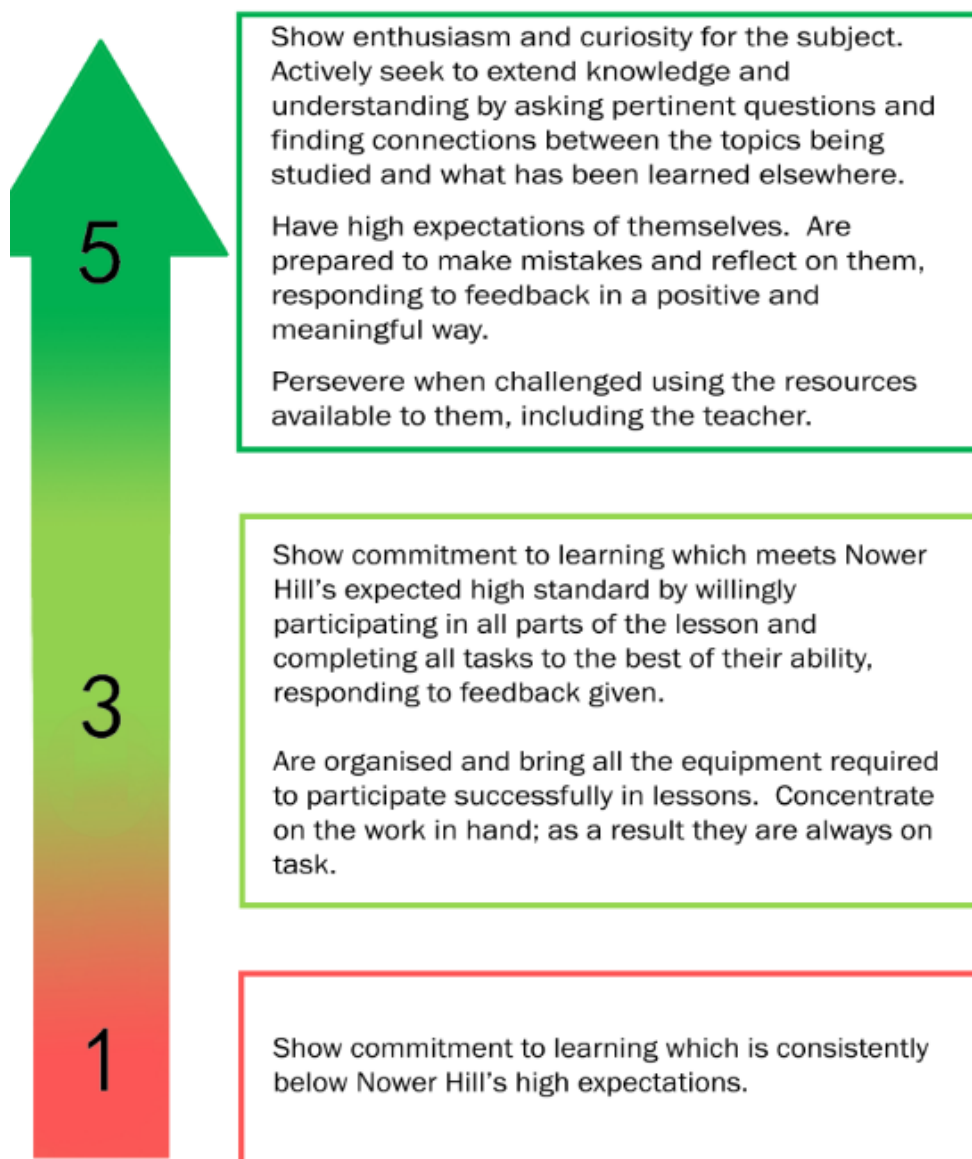 Show enthusiasm and curiosity for the subject.
Actively seek to extend knowledge and
understanding by asking pertinent questions and
finding connections between the topics being
studied and what has been learned elsewhere.
Have high expectations of themselves.  Are
prepared to make mistakes and reflect on them,
responding to feedback in a positive and
meaningful way.
Persevere when challenged using the resources
available to them, including the teacher.
5
Show commitment to learning which meets Nower
Hill's expected high standard by willingly
participating in all parts of the lesson and
completing all tasks to the best of their ability,
responding to feedback given.
Are organised and bring all the equipment required
to participate successfully in lessons.  Concentrate
on the work in hand; as a result they are always on
task.
3
Show commitment to learning which is consistently
below Nower Hill's high expectations.
1